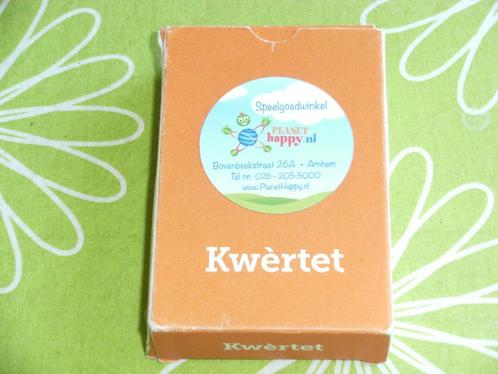 Speelgoedwinkel
PLANET
happy.nl
Bovenbeekstraat 26A • Arnhem
Tel nr. 026 - 205 5000
www.PlanetHappy.nl
Kwèrtet
Kwèrtet